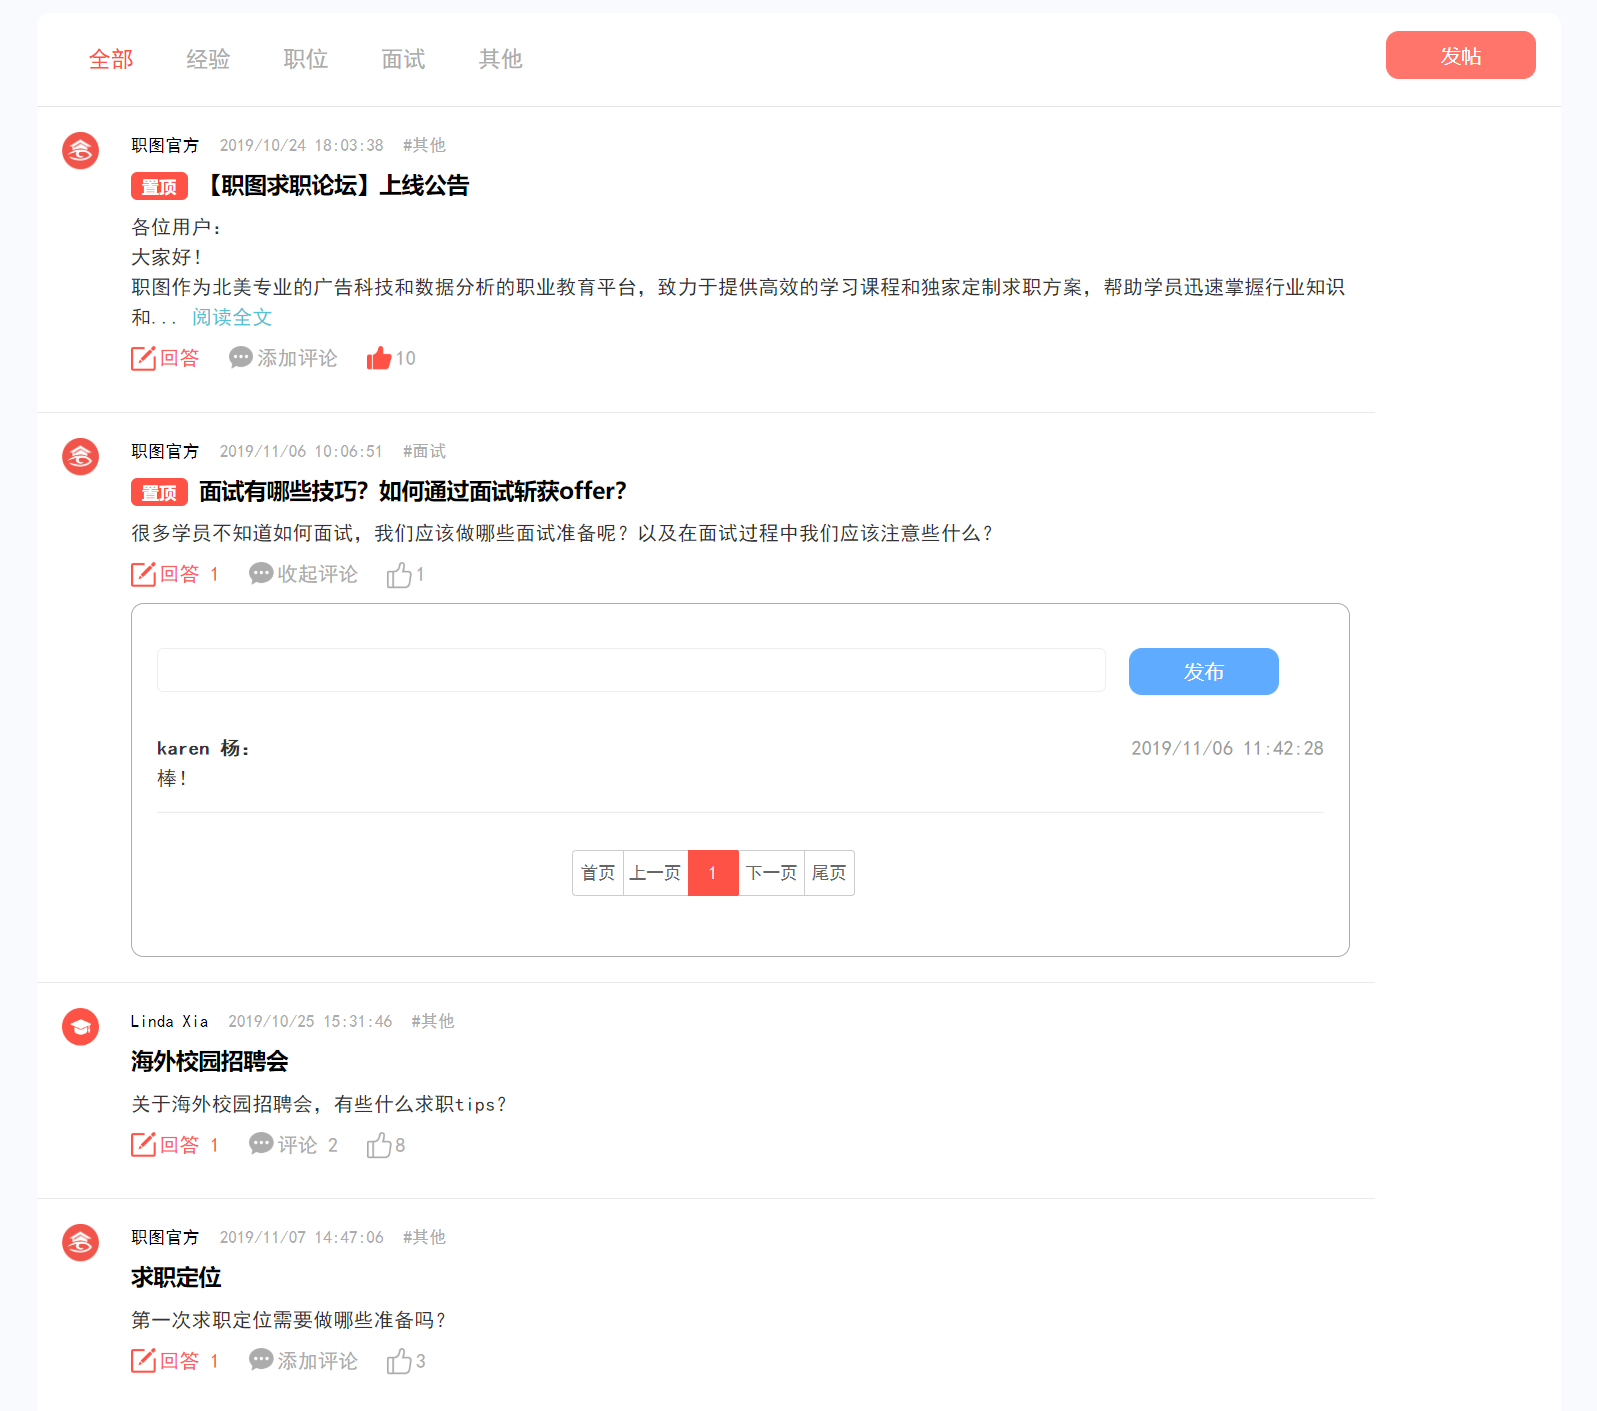 全部 经验 职位 面试 其他 发帖
职图官方 2019/10/24 18:03:38 #其他
置顶 【职图求职论坛】上线公告
各位用户：
大家好！
职图作为北美专业的广告科技和数据分析的职业教育平台，致力于提供高效的学习课程和独家定制求职方案，帮助学员迅速掌握行业知识
和... 阅读全文
回答 添加评论 10
职图官方 2019/11/06 10:06:51 #面试
置顶 面试有哪些技巧？如何通过面试斩获offer？
很多学员不知道如何面试，我们应该做哪些面试准备呢？以及在面试过程中我们应该注意些什么？
回答 1 收起评论 1
发布
karen 杨： 2019/11/06 11:42:28
棒！
首页 上一页 1 下一页 尾页
Linda Xia 2019/10/25 15:31:46 #其他
海外校园招聘会
关于海外校园招聘会，有些什么求职tips？
回答 1 评论 2 8
职图官方 2019/11/07 14:47:06 #其他
求职定位
第一次求职定位需要做哪些准备吗？
回答 1 添加评论 3